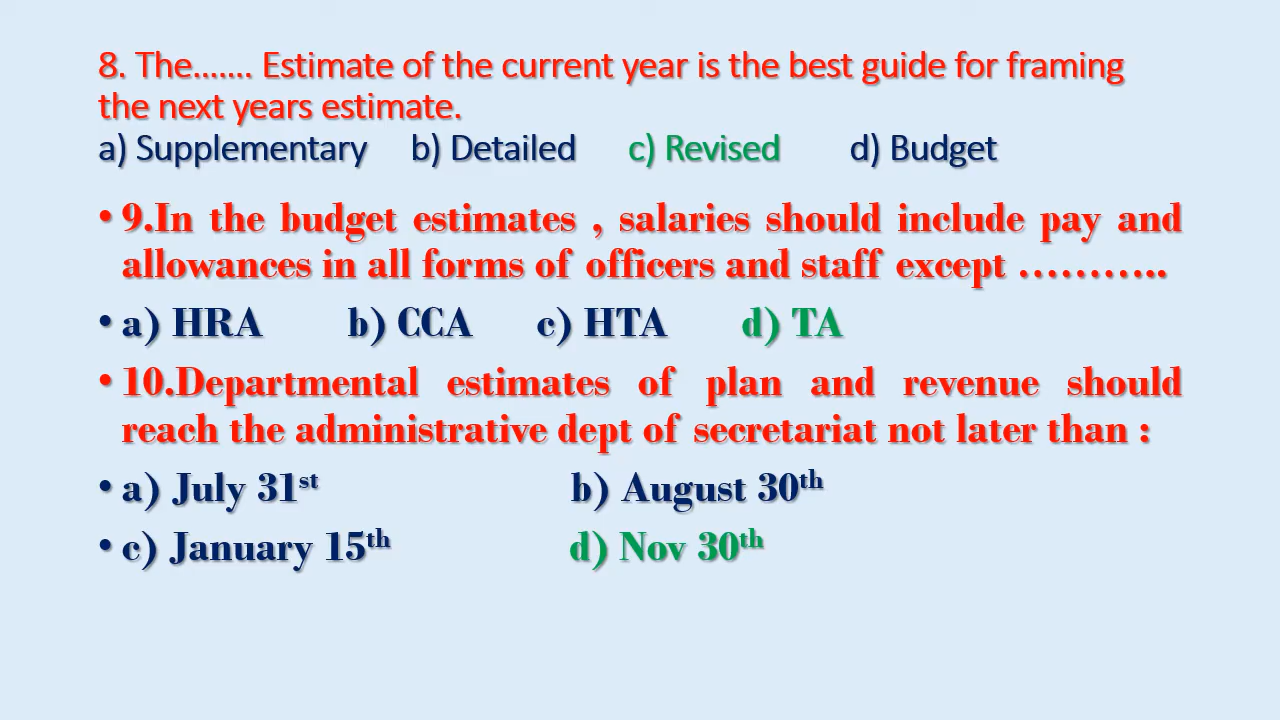 8. The....... Estimate of the current year is the best guide for framing
the next years estimate.
a) Supplementary b) Detailed c) Revised d) Budget
• 9.In the budget estimates , salaries should include pay and
allowances in all forms of officers and staff except ………..
• a) HRA b) CCA c) HTA d) TA
• 10.Departmental estimates of plan and revenue should
reach the administrative dept of secretariat not later than :
• a) July 31st b) August 30th
• c) January 15th d) Nov 30th